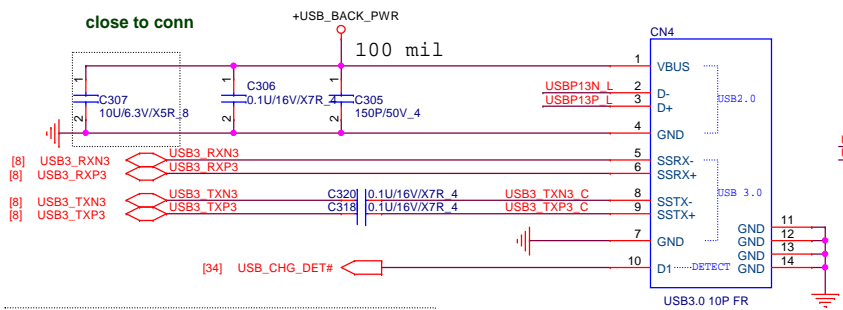 close to conn
+USB_BACK_PWR
100 mil
CN4
1 VBUS
USBP13N_L 2 D-
USBP13P_L 3 D+
USB2.0
4 GND
1 2 C307
10U/6.3V/X5R_8
1 2 C306
0.1U/16V/X7R_4
1 2 C305
150P/50V_4
[8] USB3_RXN3 USB3_RXN3 5 SSRX-
[8] USB3_RXP3 USB3_RXP3 6 SSRX+
USB 3.0
[8] USB3_TXN3 USB3_TXN3 C320 0.1U/16V/X7R_4 USB3_TXN3_C 8 SSTX-
[8] USB3_TXP3 USB3_TXP3 C318 0.1U/16V/X7R_4 USB3_TXP3_C 9 SSTX+
7 GND
GND 11
GND 12
GND 13
GND 14
[34] USB_CHG_DET# 10 D1 DETECT
USB3.0 10P FR